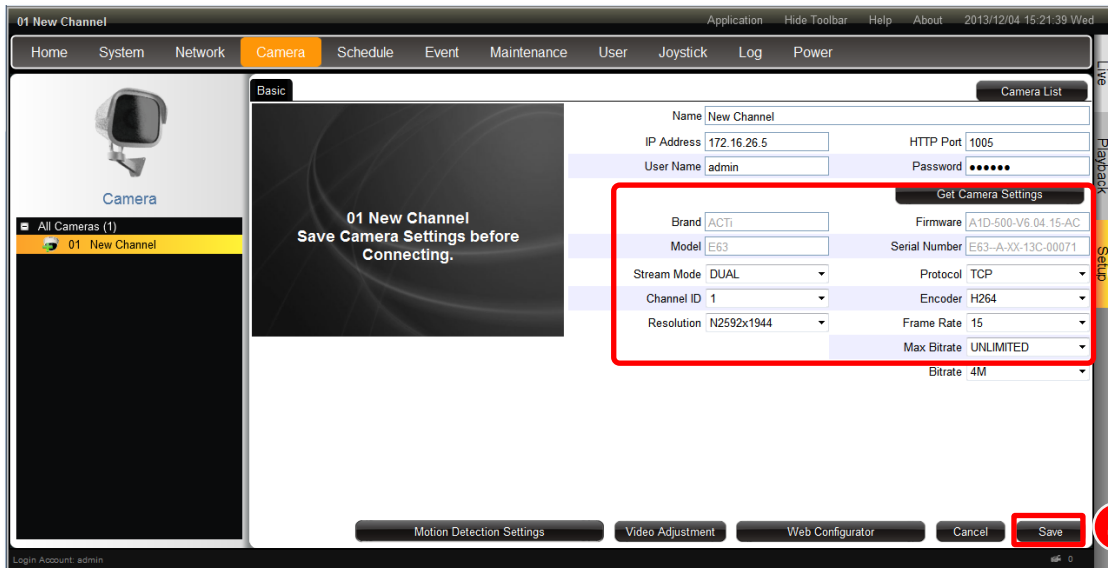 01 New Channel
Application Hide Toolbar Help About 2013/12/04 15:21:39 Wed
Home System Network Camera Schedule Event Maintenance User Joystick Log Power
Live
Playback
Setup
Camera
All Cameras (1)
01 New Channel
Basic
Camera List
01 New Channel
Save Camera Settings before
Connecting.
Name New Channel
IP Address 172.16.26.5 HTTP Port 1005
User Name admin Password ●●●●●●
Get Camera Settings
Brand ACTi Firmware A1D-500-V6.04.15-AC
Model E63 Serial Number E63--A-XX-13C-00071
Stream Mode DUAL Protocol TCP
Channel ID 1 Encoder H264
Resolution N2592x1944 Frame Rate 15
Max Bitrate UNLIMITED
Bitrate 4M
Motion Detection Settings Video Adjustment Web Configurator Cancel Save
Login Account: admin 0